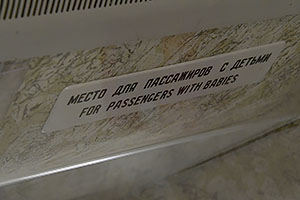 МЕСТО ДЛЯ ПАССАЖИРОВ С ДЕТЬМИ
FOR PASSENGERS WITH BABIES